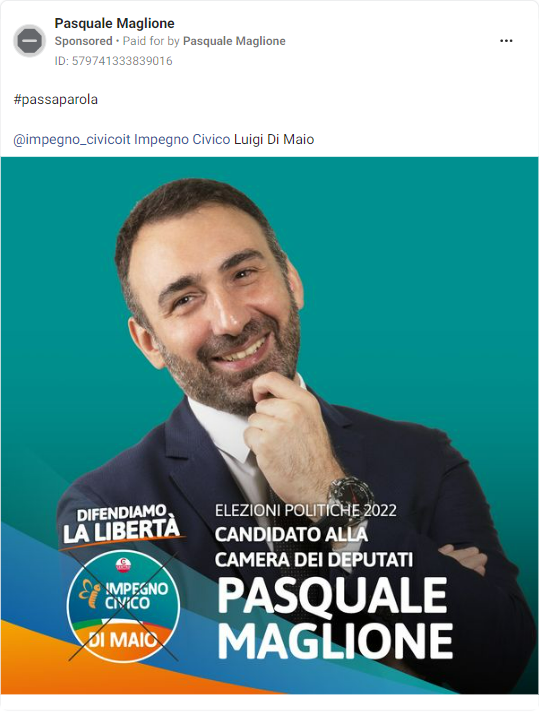 Pasquale Maglione
Sponsored • Paid for by Pasquale Maglione
ID: 579741333839016
#passaparola
@impegno_civicoit Impegno Civico Luigi Di Maio
DIFENDIAMO
LA LIBERTÀ
IMPEGNO
CIVICO
DI MAIO
ELEZIONI POLITICHE 2022
CANDIDATO ALLA
CAMERA DEI DEPUTATI
PASQUALE
MAGLIONE